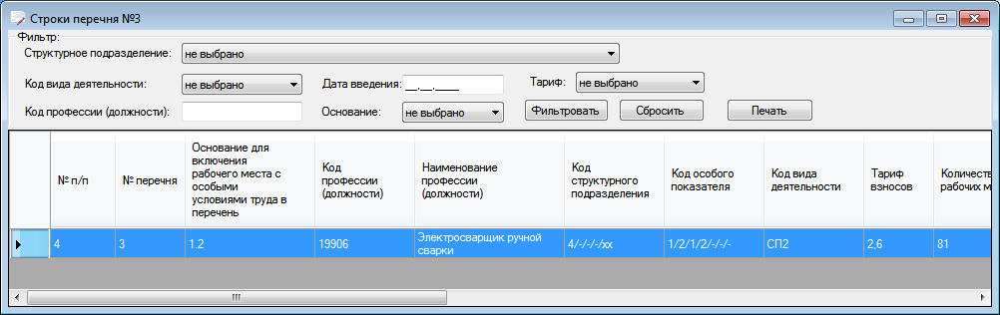 Строки перечня №3
Фильтр:
Структурное подразделение: не выбрано
Код вида деятельности: не выбрано Дата введения: __.__.____ Тариф: не выбрано
Код профессии (должности): Основание: не выбрано Фильтровать Сбросить Печать
№ п/п
№ перечня
Основание для
включения
рабочего места с
особыми
условиями труда в
перечень
Код
профессии
(должности)
Наименование
профессии
(должности)
Код
структурного
подразделения
Код особого
показателя
Код вида
деятельности
Тариф
взносов
Количеств
рабочих м
4
3
1.2
19906
Электросварщик ручной
сварки
4/-/-/-/xx
1/2/1/2/-/-/-
СП2
2,6
81